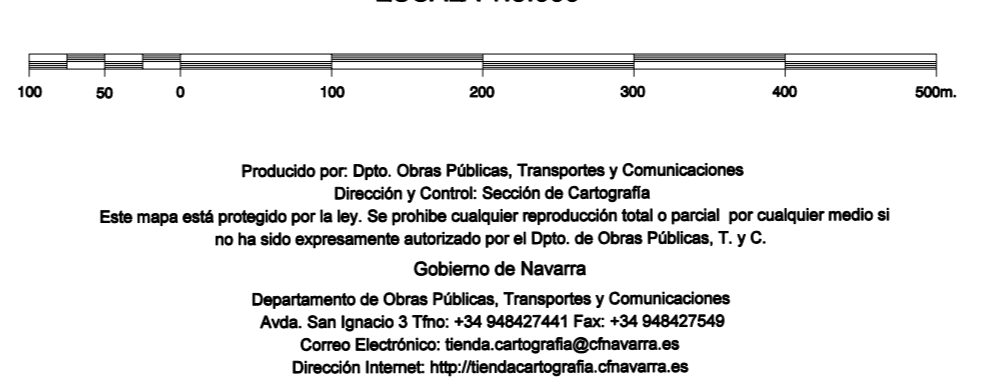 100 50 0 100 200 300 400 500m.
Producido por: Dpto. Obras Públicas, Transportes y Comunicaciones
Dirección y Control: Sección de Cartografía
Este mapa está protegido por la ley. Se prohibe cualquier reproducción total o parcial por cualquier medio si
no ha sido expresamente autorizado por el Dpto. de Obras Públicas, T. y C.
Gobierno de Navarra
Departamento de Obras Públicas, Transportes y Comunicaciones
Avda. San Ignacio 3 Tfno: +34 948427441 Fax: +34 948427549
Correo Electrónico: tienda.cartografia@cfnavarra.es
Dirección Internet: http://tiendacartografia.cfnavarra.es